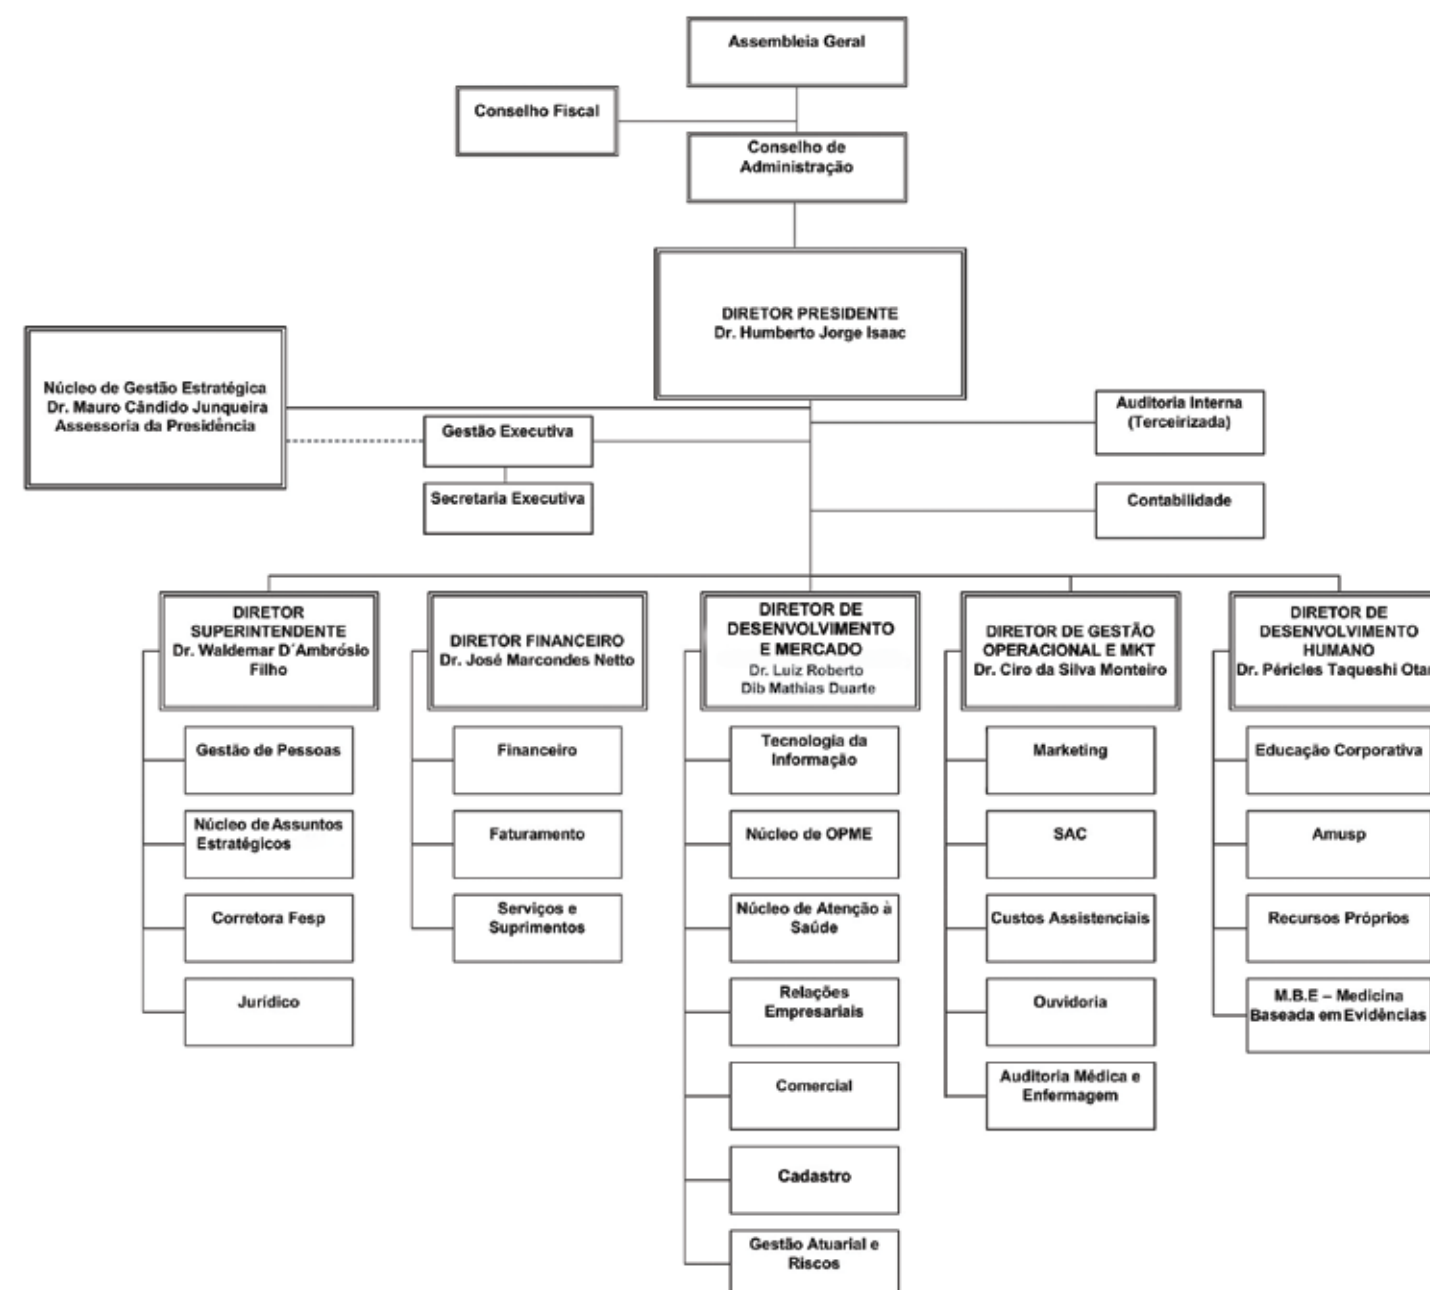 Assembleia Geral
Conselho Fiscal
Conselho de
Administração
DIRETOR PRESIDENTE
Dr. Humberto Jorge Isaac
Núcleo de Gestão Estratégica
Dr. Mauro Cândido Junqueira
Assessoria da Presidência
Gestão Executiva
Secretaria Executiva
Auditoria Interna
(Terceirizada)
Contabilidade
DIRETOR
SUPERINTENDENTE
Dr. Waldemar D´Ambrósio
Filho
Gestão de Pessoas
Núcleo de Assuntos
Estratégicos
Corretora Fesp
Jurídico
DIRETOR FINANCEIRO
Dr. José Marcondes Netto
Financeiro
Faturamento
Serviços e
Suprimentos
DIRETOR DE
DESENVOLVIMENTO
E MERCADO
Dr. Luiz Roberto
Dib Mathias Duarte
Tecnologia da
Informação
Núcleo de OPME
Núcleo de Atenção à
Saúde
Relações
Empresariais
Comercial
Cadastro
Gestão Atuarial e
Riscos
DIRETOR DE GESTÃO
OPERACIONAL E MKT
Dr. Ciro da Silva Monteiro
Marketing
SAC
Custos Assistenciais
Ouvidoria
Auditoria Médica e
Enfermagem
DIRETOR DE
DESENVOLVIMENTO
HUMANO
Dr. Péricles Taqueshi
Educação Corporativa
Amusp
Recursos Próprios
M.B.E – Medicina
Baseada em Evidências